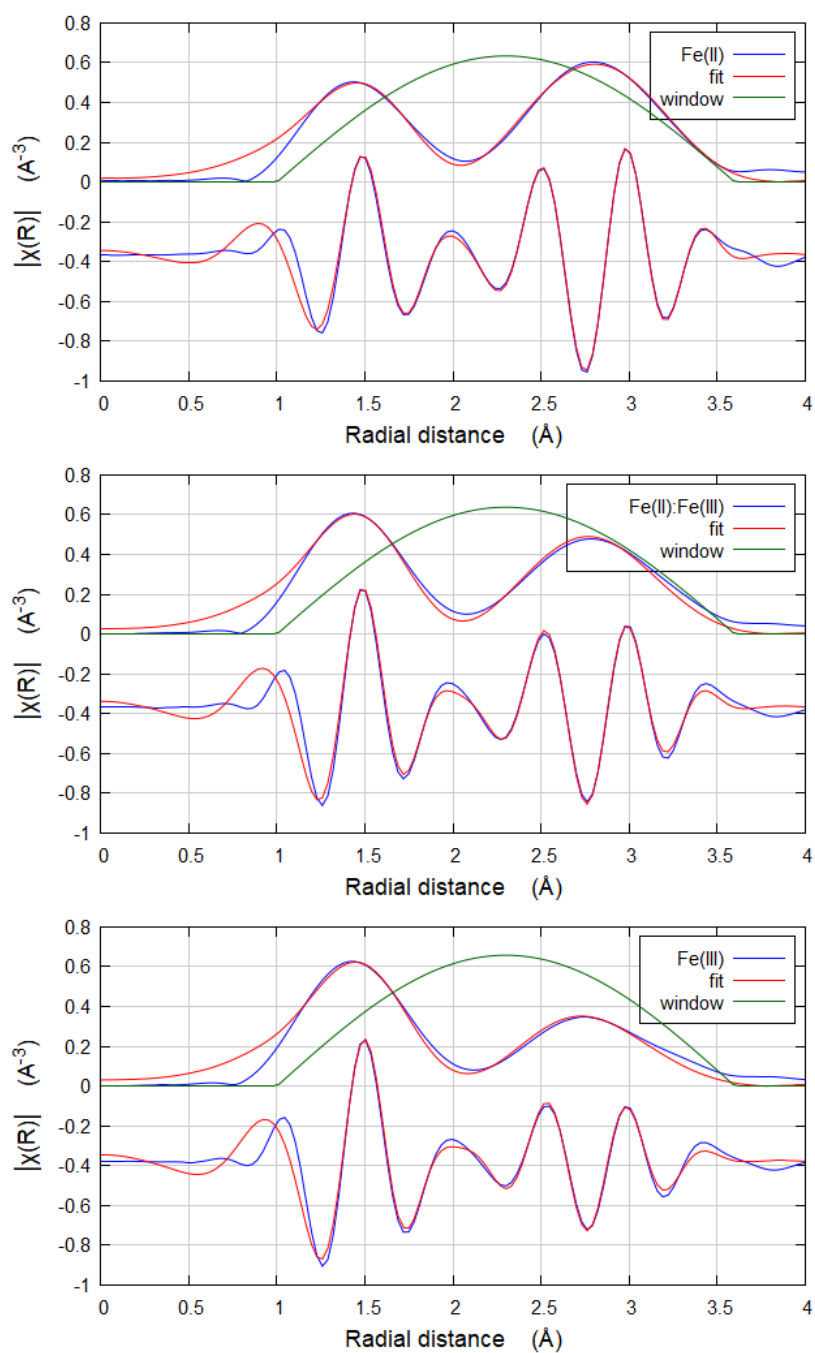 0.8
0.6
0.4
0.2
0
-0.2
-0.4
-0.6
-0.8
-1
|χ(R)| (A⁻³)
Fe(II)
fit
window
0 0.5 1 1.5 2 2.5 3 3.5 4
Radial distance (Å)
0.8
0.6
0.4
0.2
0
-0.2
-0.4
-0.6
-0.8
-1
|χ(R)| (A⁻³)
Fe(II):Fe(III)
fit
window
0 0.5 1 1.5 2 2.5 3 3.5 4
Radial distance (Å)
0.8
0.6
0.4
0.2
0
-0.2
-0.4
-0.6
-0.8
-1
|χ(R)| (A⁻³)
Fe(III)
fit
window
0 0.5 1 1.5 2 2.5 3 3.5 4
Radial distance (Å)